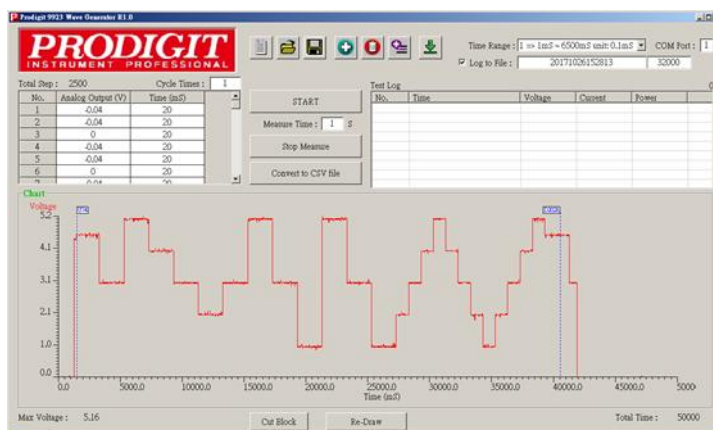 Prodigit 9923 Wave Generator R1.0
PRODIGIT
INSTRUMENT PROFESSIONAL
Time Range : 1 => 1mS ~ 6500mS unit: 0.1mS COM Port : 1
Log to File : 20171026152813 32000
Total Step : 2500 Cycle Times : 1
No. Analog Output (V) Time (mS)
1 -0.04 20
2 -0.04 20
3 0 20
4 -0.04 20
5 -0.04 20
6 0 20
START
Measure Time : 1 S
Stop Measure
Convert to CSV file
Test Log
No. Time Voltage Current Power
Chart
Voltage
5.2
4.1
3.1
2.1
1.0
0.0
0.0 5000.0 10000.0 15000.0 20000.0 25000.0 30000.0 35000.0 40000.0 45000.0 5000
Time (mS)
Max Voltage : 5.16
Cut Block
Re-Draw
Total Time : 50000